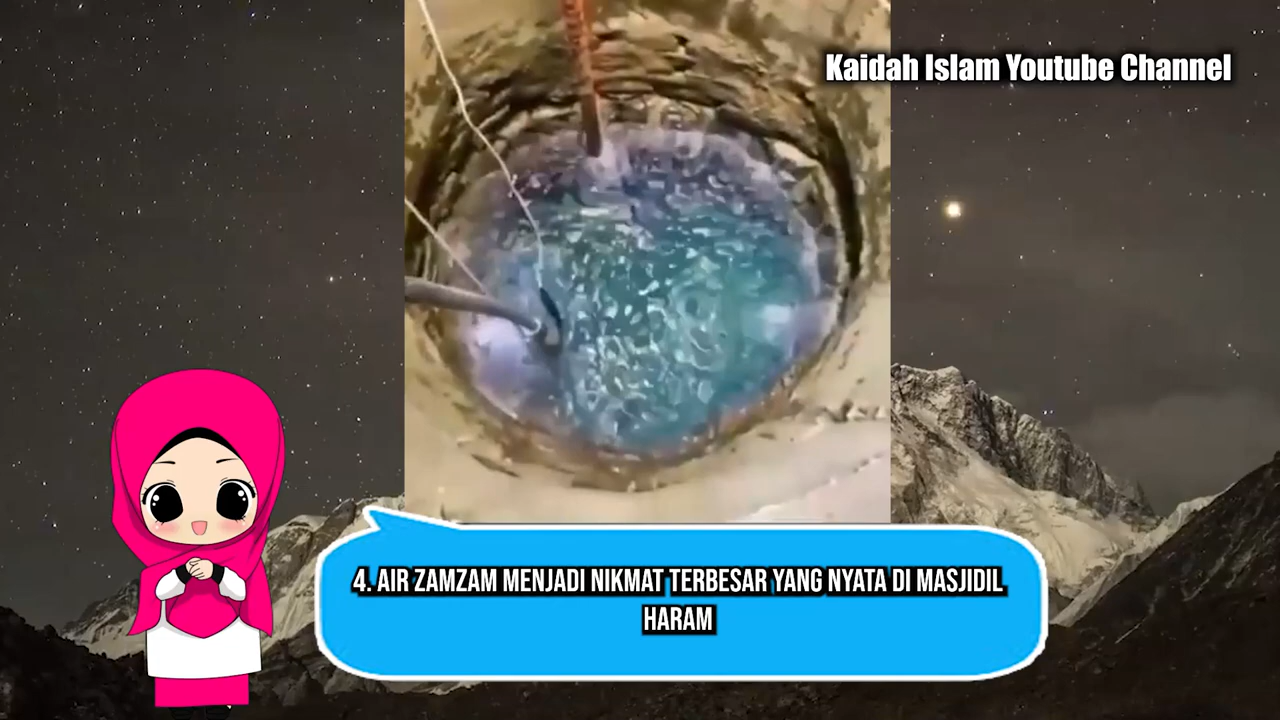 Kaidah Islam Youtube Channel
4. AIR ZAMZAM MENJADI NIKMAT TERBESAR YANG NYATA DI MASJIDIL
HARAM